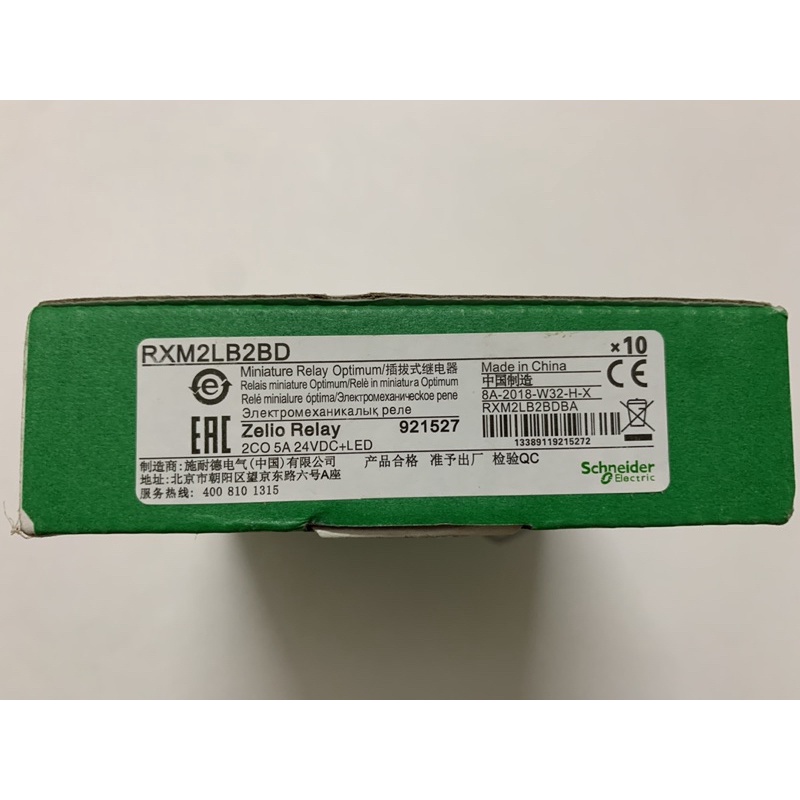 RXM2LB2BD
×10
Miniature Relay Optimum/插拔式继电器
Relais miniature Optimum/Relè in miniatura Optimum
Relé miniature óptima/Электромеханическое реле
Электромеханикалық реле
Zelio Relay 921527
2CO 5A 24VDC+LED
Made in China
中国制造
8A-2018-W32-H-X
RXM2LB2BDBA
13389119215272
CE
EAC
制造商: 施耐德电气(中国)有限公司 产品合格 准予出厂 检验QC
地址: 北京市朝阳区望京东路六号A座
服务热线: 400 810 1315
Schneider
Electric